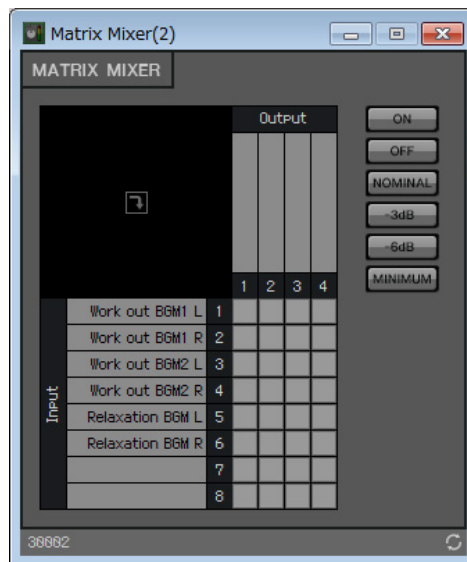 Matrix Mixer(2)
MATRIX MIXER
Output
1 2 3 4
ON
OFF
NOMINAL
-3dB
-6dB
MINIMUM
Input
Work out BGM1 L 1
Work out BGM1 R 2
Work out BGM2 L 3
Work out BGM2 R 4
Relaxation BGM L 5
Relaxation BGM R 6
7
8
30002